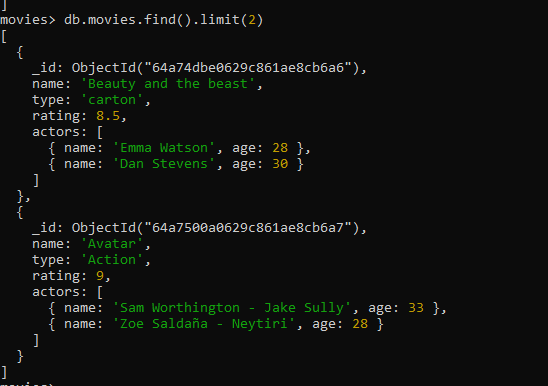 ]
movies> db.movies.find().limit(2)
[
  {
    _id: ObjectId("64a74dbe0629c861ae8cb6a6"),
    name: 'Beauty and the beast',
    type: 'carton',
    rating: 8.5,
    actors: [
      { name: 'Emma Watson', age: 28 },
      { name: 'Dan Stevens', age: 30 }
    ]
  },
  {
    _id: ObjectId("64a7500a0629c861ae8cb6a7"),
    name: 'Avatar',
    type: 'Action',
    rating: 9,
    actors: [
      { name: 'Sam Worthington - Jake Sully', age: 33 },
      { name: 'Zoe Saldaña - Neytiri', age: 28 }
    ]
  }
]
movies>